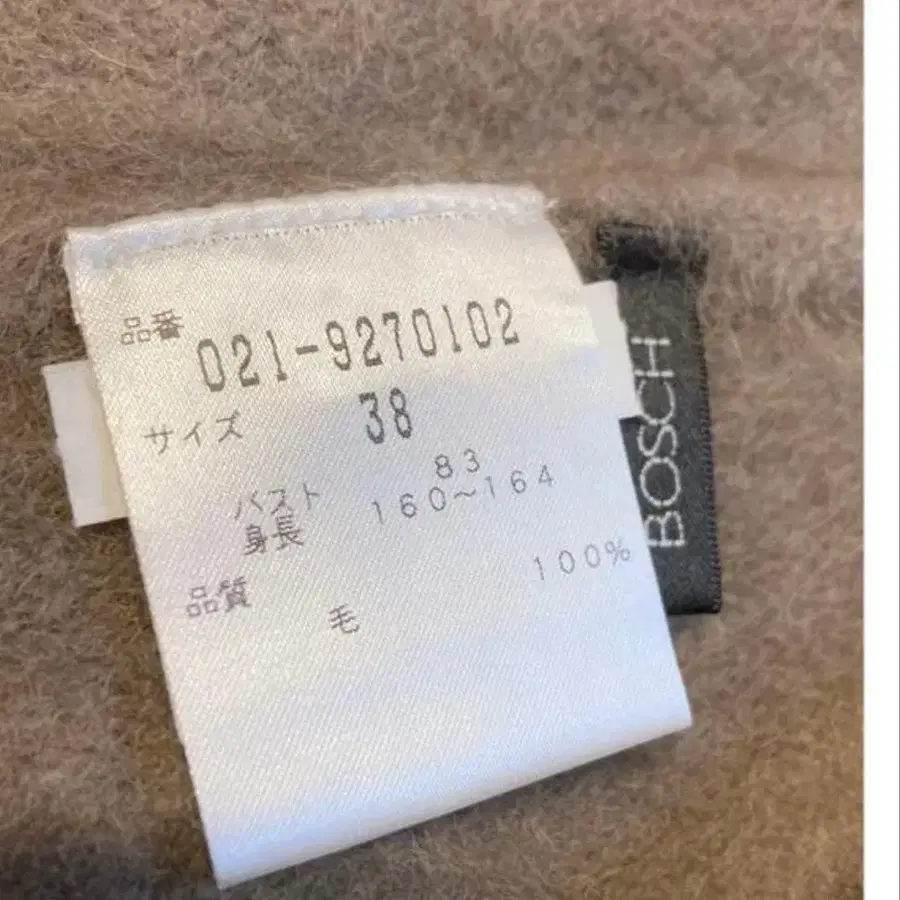 品番
021-9270102
サイズ 38
バスト 83
身長 160～164
品質
毛 100%
BOSCH